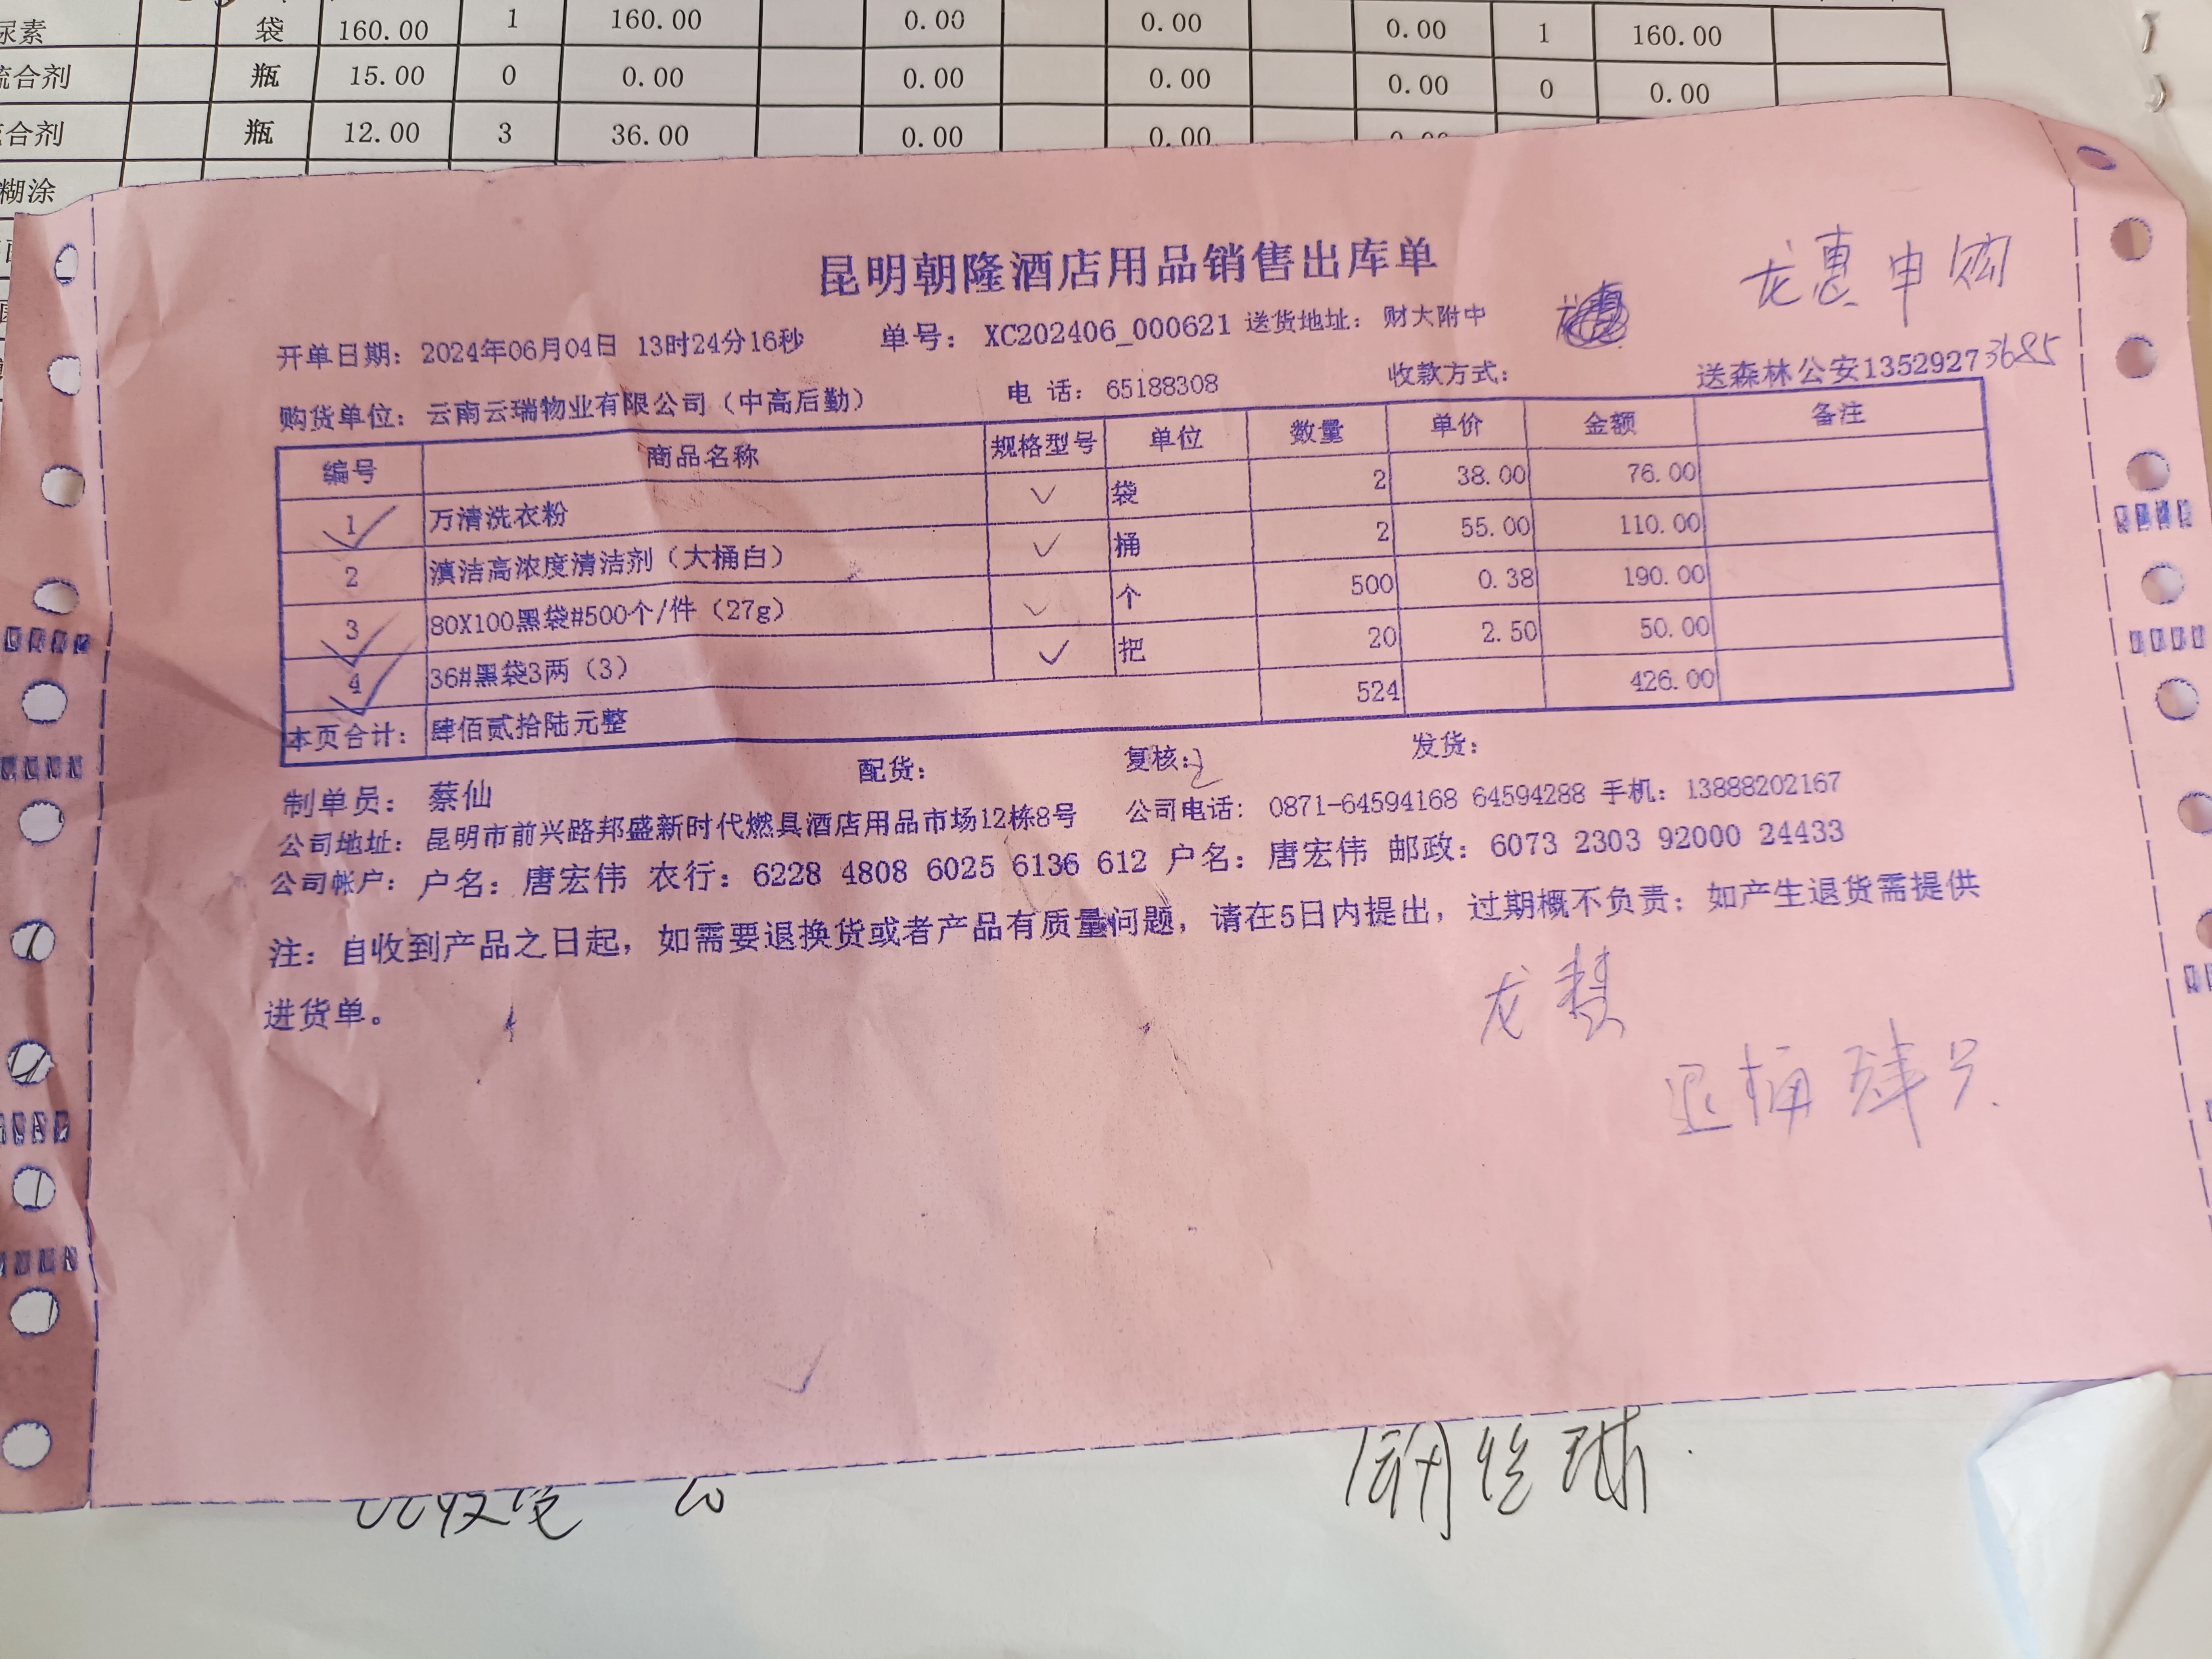 尿素 袋 160.00 1 160.00 0.00 0.00 0.00 1 160.00
硫合剂 瓶 15.00 0 0.00 0.00 0.00 0.00 0 0.00
合剂 瓶 12.00 3 36.00 0.00 0.00
糊涂
昆明朝隆酒店用品销售出库单
龙惠申购
开单日期：2024年06月04日 13时24分16秒 单号：XC202406_000621 送货地址：财大附中
购货单位：云南云瑞物业有限公司（中高后勤） 电 话：65188308 收款方式： 送森林公安13529273685
编号 商品名称 规格型号 单位 数量 单价 金额 备注
1 万清洗衣粉 袋 2 38.00 76.00
2 滇洁高浓度清洁剂（大桶白） 桶 2 55.00 110.00
3 80X100黑袋#500个/件（27g） 个 500 0.38 190.00
4 36#黑袋3两（3） 把 20 2.50 50.00
本页合计： 肆佰贰拾陆元整 524 426.00
制单员： 蔡仙 配货： 复核： 发货：
公司地址：昆明市前兴路邦盛新时代燃具酒店用品市场12栋8号 公司电话：0871-64594168 64594288 手机：13888202167
公司帐户：户名：唐宏伟 农行：6228 4808 6025 6136 612 户名：唐宏伟 邮政：6073 2303 92000 24433
注：自收到产品之日起，如需要退换货或者产品有质量问题，请在5日内提出，过期概不负责；如产生退货需提供
进货单。
龙慧
退桶肆只.
钢丝球.